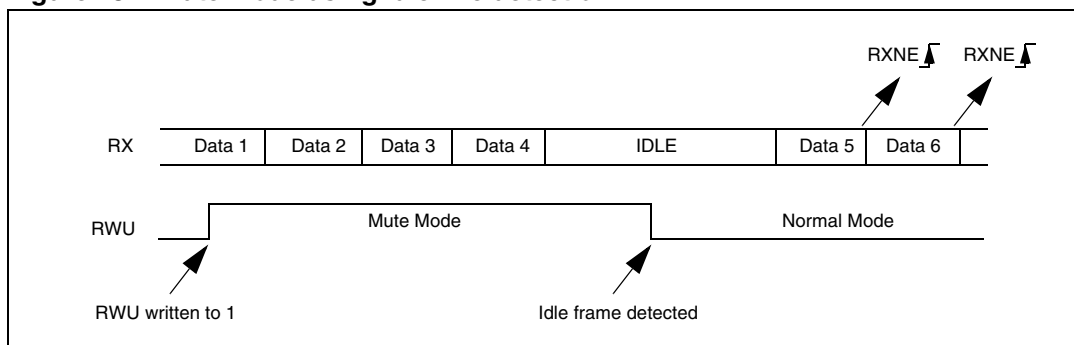 RXNE RXNE
RX Data 1 Data 2 Data 3 Data 4 IDLE Data 5 Data 6
RWU Mute Mode Normal Mode
RWU written to 1 Idle frame detected